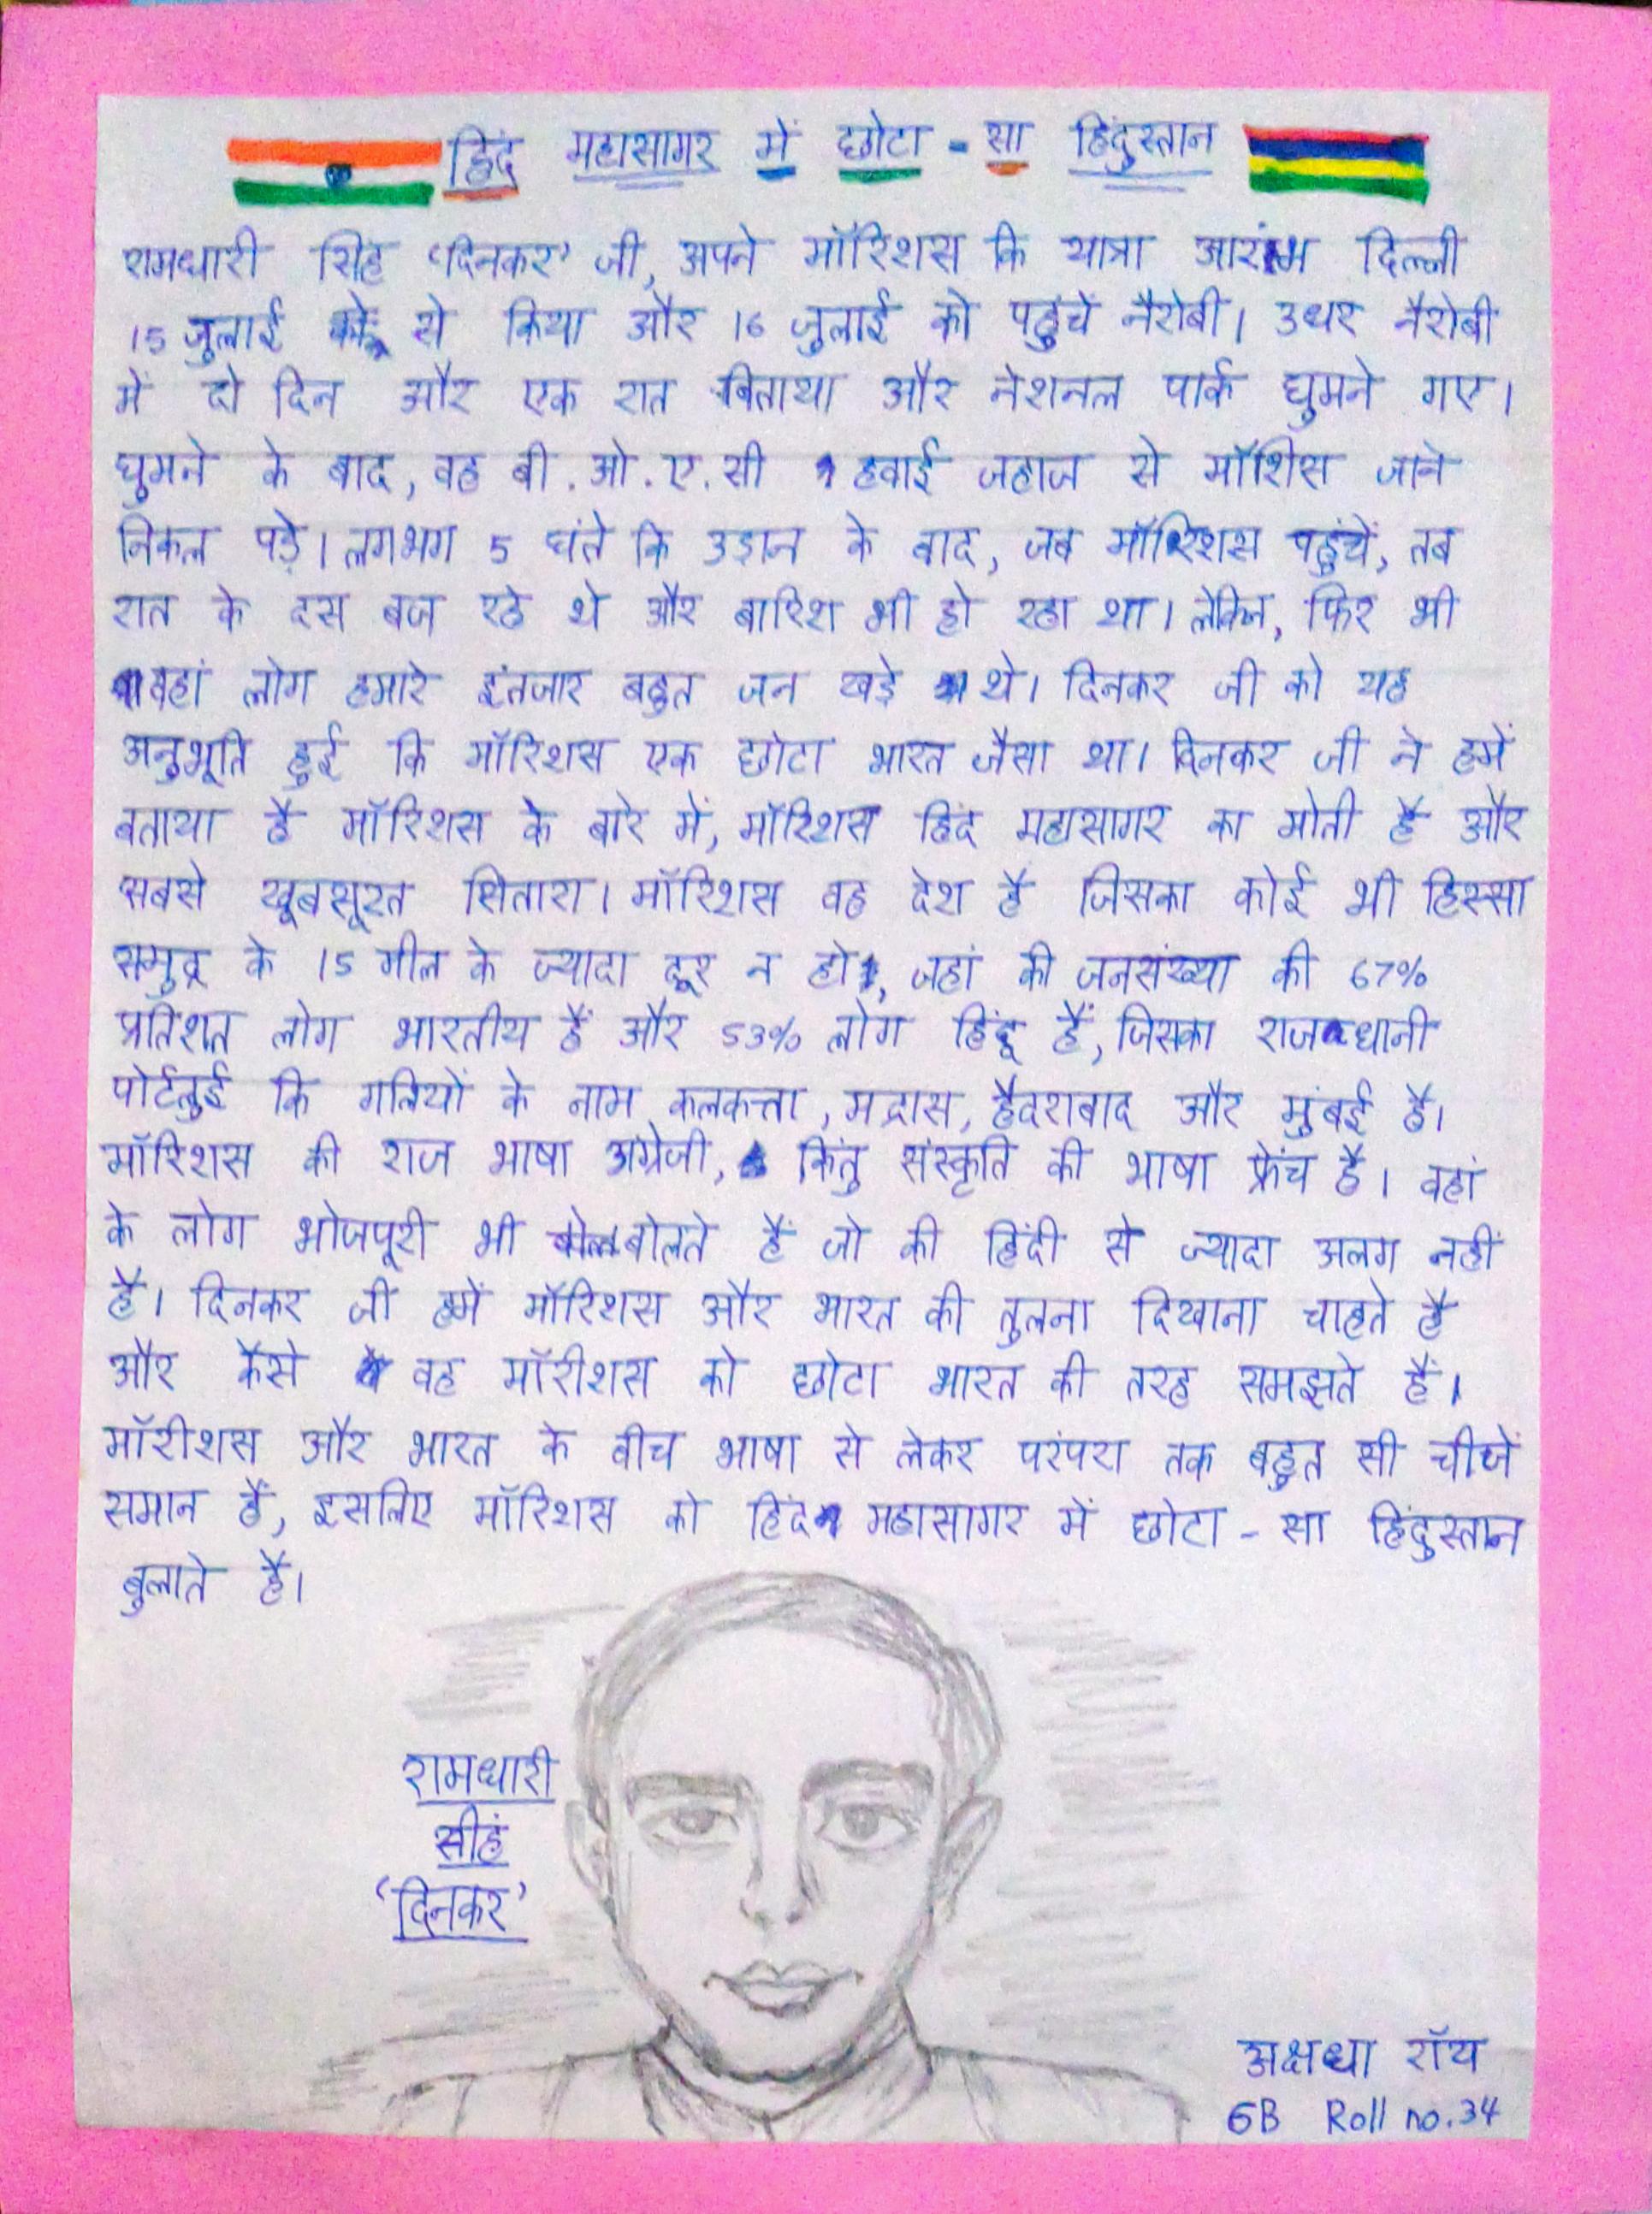 हिंद महासागर में छोटा - सा हिंदुस्तान
रामधारी सिंह 'दिनकर' जी, अपने मॉरिशस कि यात्रा आरंभ दिल्ली
15 जुलाई से किया और 16 जुलाई को पहुंचें नैरोबी। उधर नैरोबी
में दो दिन और एक रात बिताया और नेशनल पार्क घुमने गए।
घुमने के बाद, वह बी.ओ.ए.सी हवाई जहाज से मॉरिशस जाने
निकल पड़े। लगभग 5 घंते कि उड़ान के बाद, जब मॉरिशस पहुंचें, तब
रात के दस बज रहे थे और बारिश भी हो रहा था। लेकिन, फिर भी
वहां लोग हमारे इंतजार बहुत जन खड़े थे। दिनकर जी को यह
अनुभूति हुई कि मॉरिशस एक छोटा भारत जैसा था। दिनकर जी ने हमें
बताया है मॉरिशस के बारे में, मॉरिशस हिंद महासागर का मोती है और
सबसे खूबसूरत सितारा। मॉरिशस वह देश है जिसका कोई भी हिस्सा
समुद्र के 15 मील के ज्यादा दूर न हो, जहां की जनसंख्या की 67%
प्रतिशत लोग भारतीय हैं और 53% लोग हिंदू हैं, जिसका राजधानी
पोर्टलुई कि गलियों के नाम कलकत्ता, मद्रास, हैदराबाद और मुंबई है।
मॉरिशस की राज भाषा अंग्रेजी, किंतु संस्कृति की भाषा फ्रेंच है। वहां
के लोग भोजपूरी भी बोलते हैं जो की हिंदी से ज्यादा अलग नहीं
है। दिनकर जी हमें मॉरिशस और भारत की तुलना दिखाना चाहते है
और कैसे वह मॉरीशस को छोटा भारत की तरह समझते हैं।
मॉरीशस और भारत के बीच भाषा से लेकर परंपरा तक बहुत सी चीजें
समान हैं, इसलिए मॉरिशस को हिंद महासागर में छोटा - सा हिंदुस्तान
बुलाते है।
रामधारी
सीहं
'दिनकर'
अक्षधा रॉय
6B Roll no.34